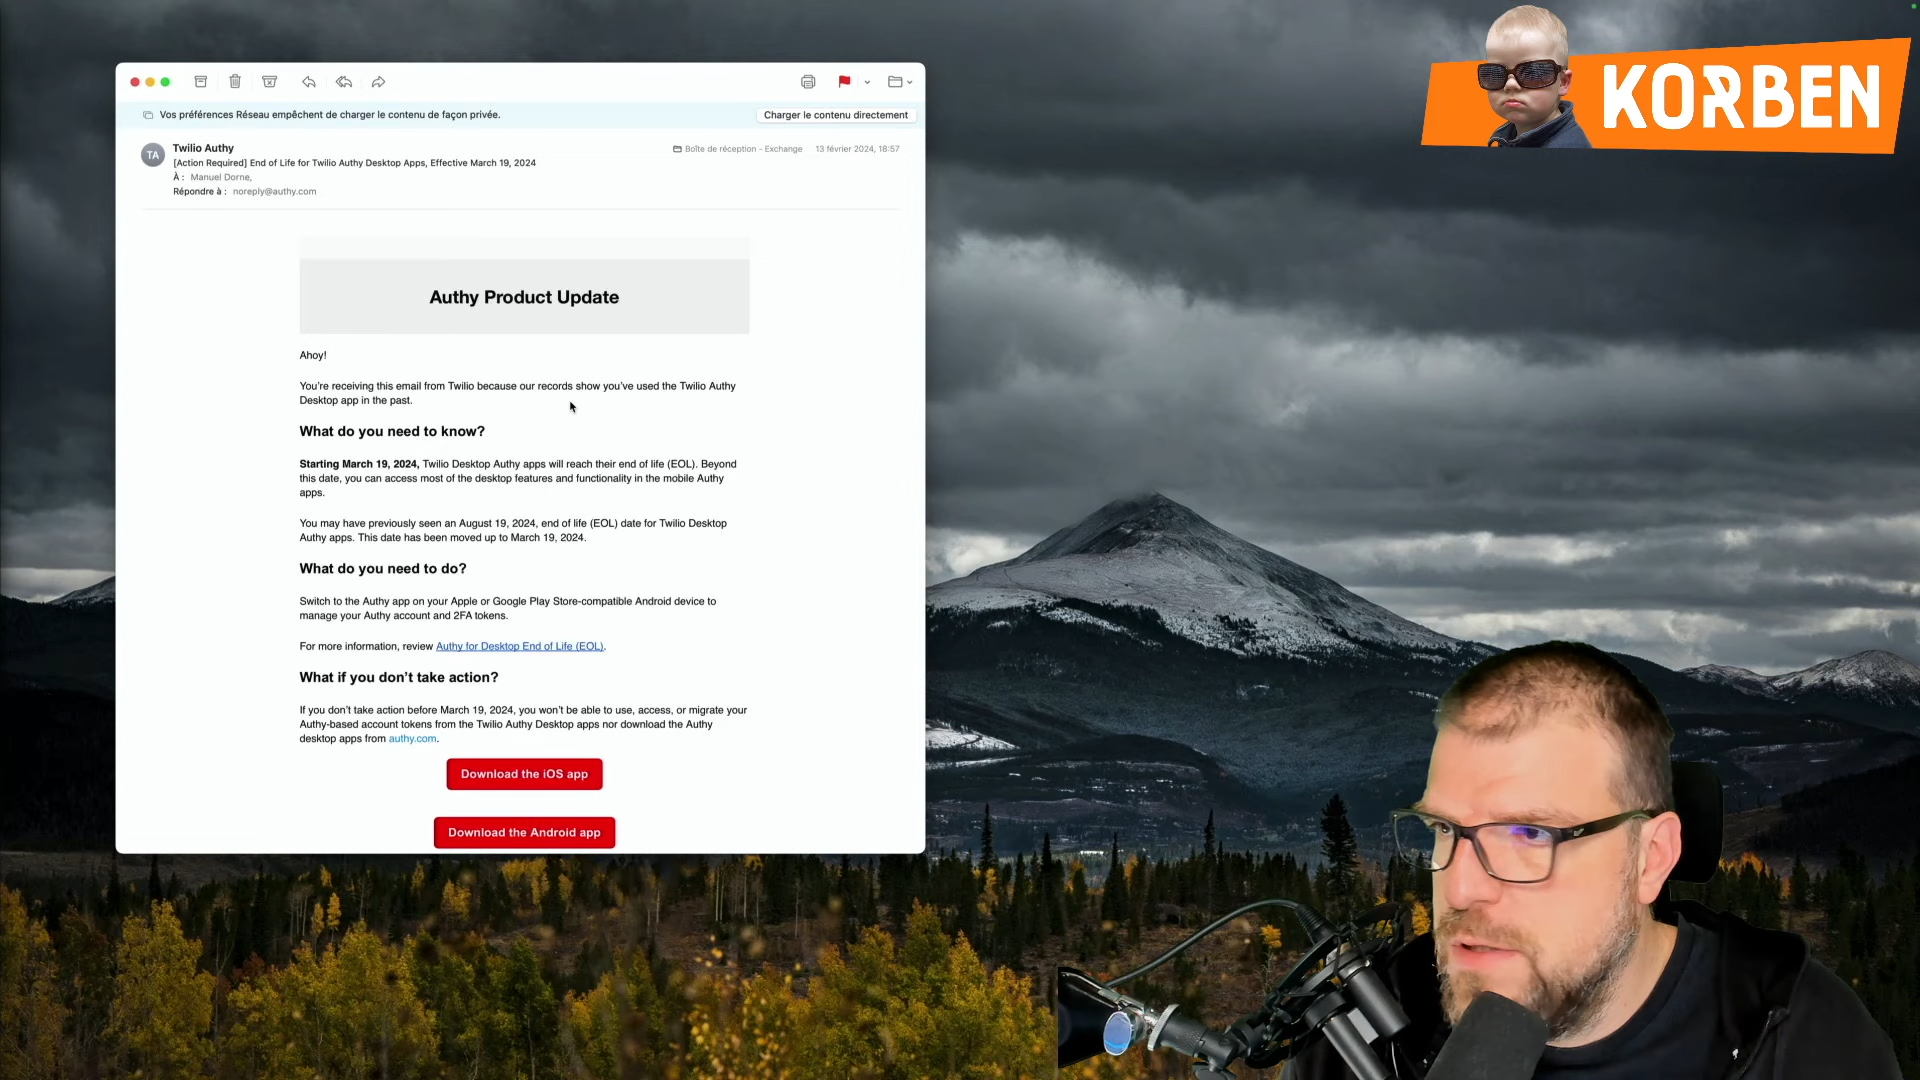 KORBEN
Vos préférences Réseau empêchent de charger le contenu de façon privée.
Charger le contenu directement
TA
Twilio Authy
Boîte de réception - Exchange
13 février 2024, 18:57
[Action Required] End of Life for Twilio Authy Desktop Apps, Effective March 19, 2024
À : Manuel Dorne,
Répondre à : noreply@authy.com
Authy Product Update
Ahoy!
You're receiving this email from Twilio because our records show you've used the Twilio Authy
Desktop app in the past.
What do you need to know?
Starting March 19, 2024, Twilio Desktop Authy apps will reach their end of life (EOL). Beyond
this date, you can access most of the desktop features and functionality in the mobile Authy
apps.
You may have previously seen an August 19, 2024, end of life (EOL) date for Twilio Desktop
Authy apps. This date has been moved up to March 19, 2024.
What do you need to do?
Switch to the Authy app on your Apple or Google Play Store-compatible Android device to
manage your Authy account and 2FA tokens.
For more information, review Authy for Desktop End of Life (EOL).
What if you don't take action?
If you don't take action before March 19, 2024, you won't be able to use, access, or migrate your
Authy-based account tokens from the Twilio Authy Desktop apps nor download the Authy
desktop apps from authy.com.
Download the iOS app
Download the Android app